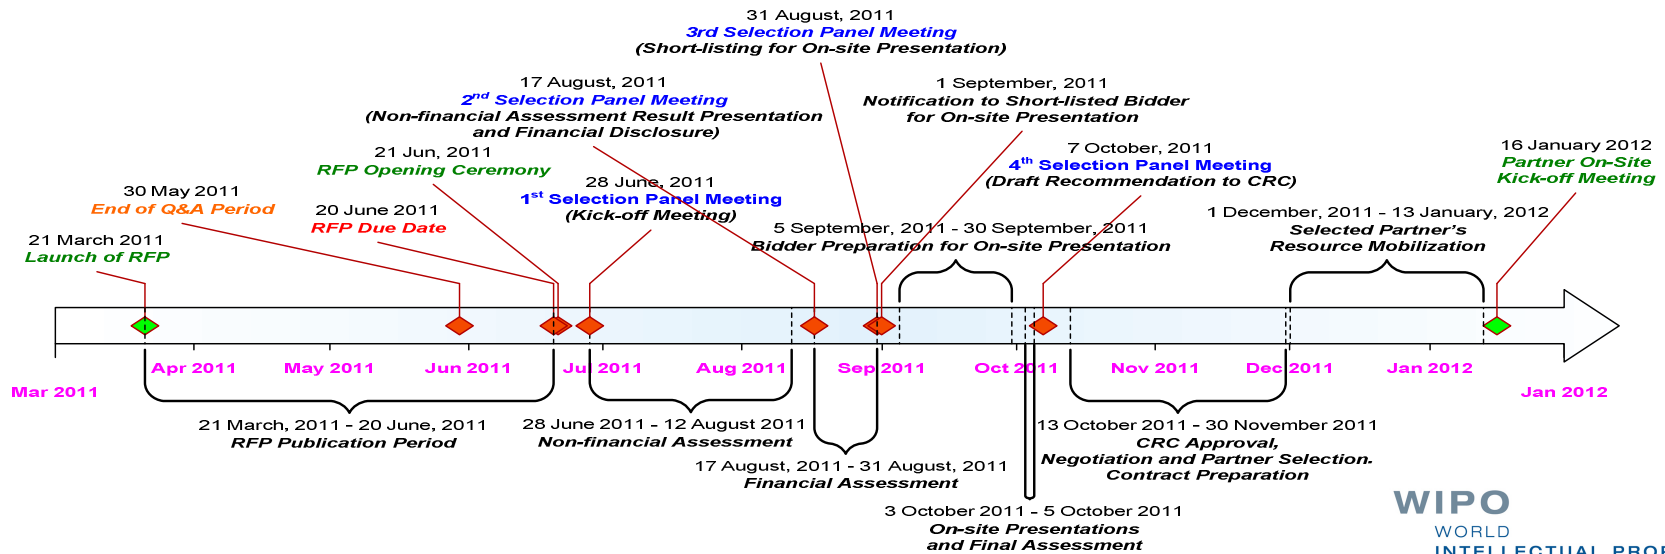 31 August, 2011
3rd Selection Panel Meeting
(Short-listing for On-site Presentation)
17 August, 2011
2nd Selection Panel Meeting
(Non-financial Assessment Result Presentation
and Financial Disclosure)
1 September, 2011
Notification to Short-listed Bidder
for On-site Presentation
21 Jun, 2011
RFP Opening Ceremony
7 October, 2011
4th Selection Panel Meeting
(Draft Recommendation to CRC)
16 January 2012
Partner On-Site
Kick-off Meeting
30 May 2011
End of Q&A Period
28 June, 2011
1st Selection Panel Meeting
(Kick-off Meeting)
20 June 2011
RFP Due Date
1 December, 2011 - 13 January, 2012
Selected Partner's
Resource Mobilization
21 March 2011
Launch of RFP
5 September, 2011 - 30 September, 2011
Bidder Preparation for On-site Presentation
Apr 2011 May 2011 Jun 2011 Jul 2011 Aug 2011 Sep 2011 Oct 2011 Nov 2011 Dec 2011 Jan 2012
Mar 2011 Jan 2012
21 March, 2011 - 20 June, 2011
RFP Publication Period
28 June 2011 - 12 August 2011
Non-financial Assessment
13 October 2011 - 30 November 2011
CRC Approval,
Negotiation and Partner Selection.
Contract Preparation
17 August, 2011 - 31 August, 2011
Financial Assessment
3 October 2011 - 5 October 2011
On-site Presentations
and Final Assessment
WIPO
WORLD
INTELLECTUAL PROP